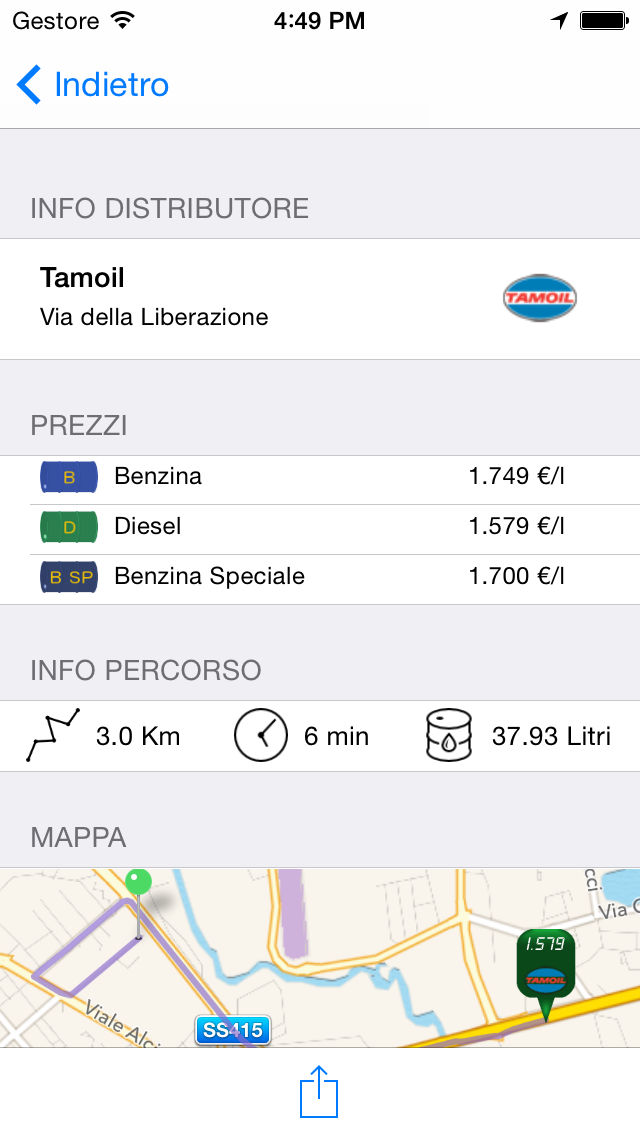 Gestore 4:49 PM
Indietro
INFO DISTRIBUTORE
Tamoil
Via della Liberazione
TAMOIL
PREZZI
B Benzina 1.749 €/l
D Diesel 1.579 €/l
B SP Benzina Speciale 1.700 €/l
INFO PERCORSO
3.0 Km 6 min 37.93 Litri
MAPPA
cci
Via C
1.579
TAMOIL
Viale Alci
SS415